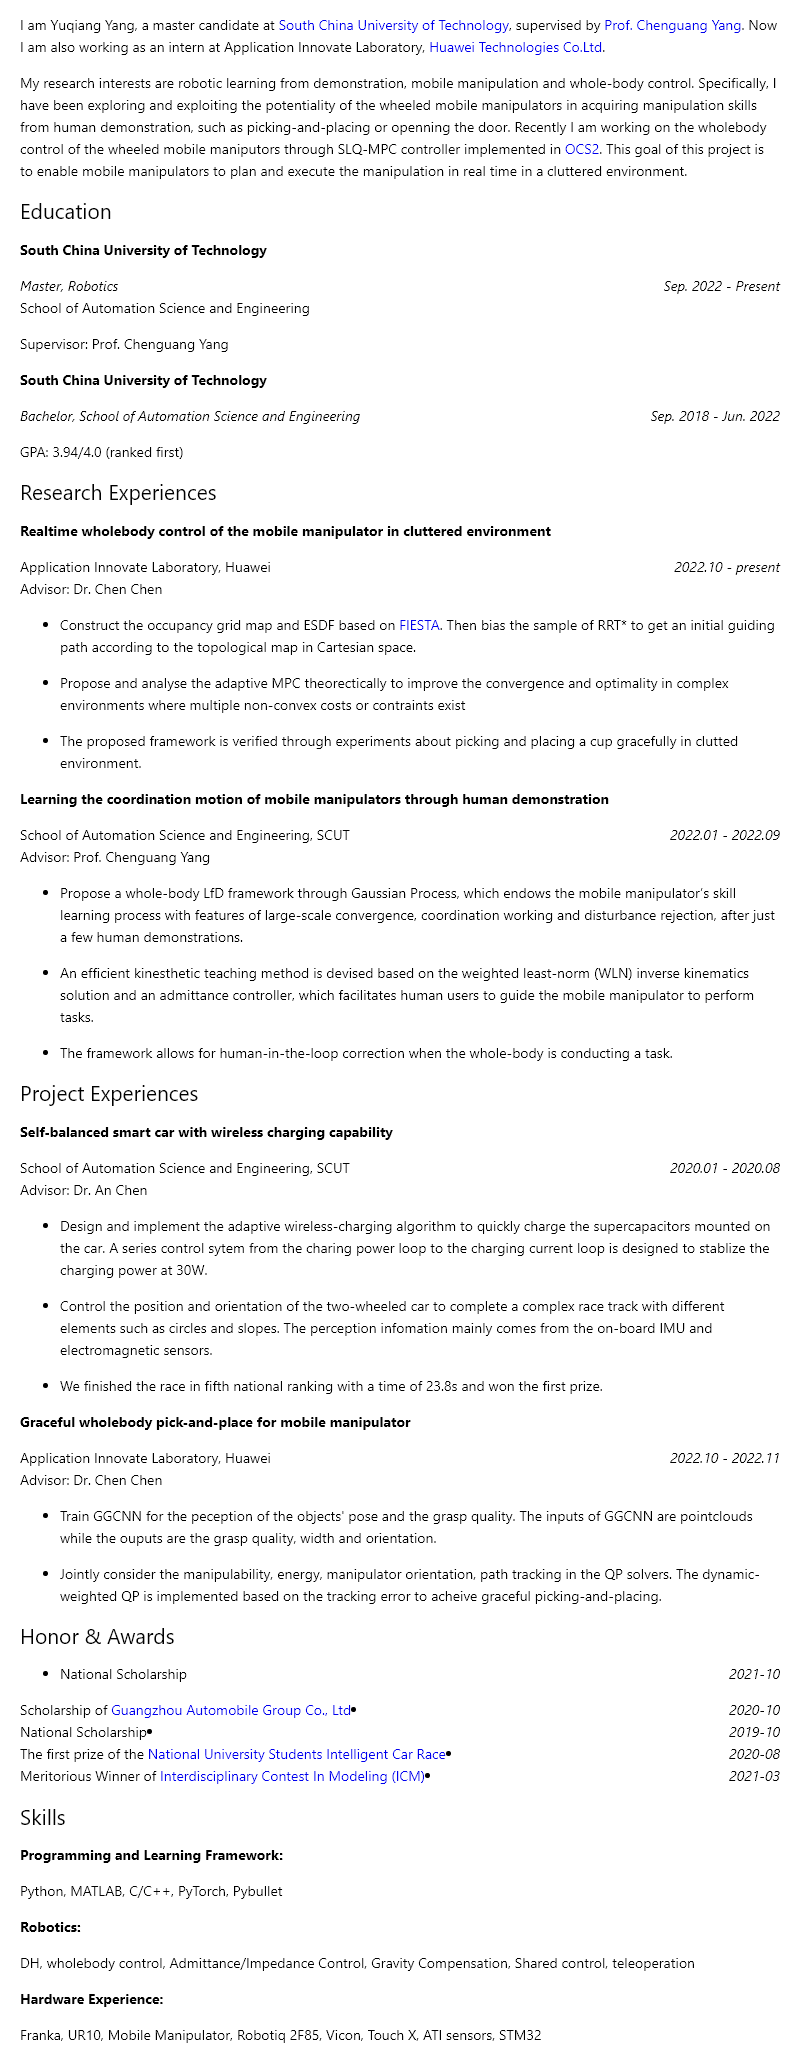 I am Yuqiang Yang, a master candidate at South China University of Technology, supervised by Prof. Chenguang Yang. Now
I am also working as an intern at Application Innovate Laboratory, Huawei Technologies Co.Ltd.
My research interests are robotic learning from demonstration, mobile manipulation and whole-body control. Specifically, I
have been exploring and exploiting the potentiality of the wheeled mobile manipulators in acquiring manipulation skills
from human demonstration, such as picking-and-placing or openning the door. Recently I am working on the wholebody
control of the wheeled mobile maniputors through SLQ-MPC controller implemented in OCS2. This goal of this project is
to enable mobile manipulators to plan and execute the manipulation in real time in a cluttered environment.
Education
South China University of Technology
Master, Robotics Sep. 2022 - Present
School of Automation Science and Engineering
Supervisor: Prof. Chenguang Yang
South China University of Technology
Bachelor, School of Automation Science and Engineering Sep. 2018 - Jun. 2022
GPA: 3.94/4.0 (ranked first)
Research Experiences
Realtime wholebody control of the mobile manipulator in cluttered environment
Application Innovate Laboratory, Huawei 2022.10 - present
Advisor: Dr. Chen Chen
• Construct the occupancy grid map and ESDF based on FIESTA. Then bias the sample of RRT* to get an initial guiding
path according to the topological map in Cartesian space.
• Propose and analyse the adaptive MPC theorectically to improve the convergence and optimality in complex
environments where multiple non-convex costs or contraints exist
• The proposed framework is verified through experiments about picking and placing a cup gracefully in clutted
environment.
Learning the coordination motion of mobile manipulators through human demonstration
School of Automation Science and Engineering, SCUT 2022.01 - 2022.09
Advisor: Prof. Chenguang Yang
• Propose a whole-body LfD framework through Gaussian Process, which endows the mobile manipulator's skill
learning process with features of large-scale convergence, coordination working and disturbance rejection, after just
a few human demonstrations.
• An efficient kinesthetic teaching method is devised based on the weighted least-norm (WLN) inverse kinematics
solution and an admittance controller, which facilitates human users to guide the mobile manipulator to perform
tasks.
• The framework allows for human-in-the-loop correction when the whole-body is conducting a task.
Project Experiences
Self-balanced smart car with wireless charging capability
School of Automation Science and Engineering, SCUT 2020.01 - 2020.08
Advisor: Dr. An Chen
• Design and implement the adaptive wireless-charging algorithm to quickly charge the supercapacitors mounted on
the car. A series control sytem from the charing power loop to the charging current loop is designed to stablize the
charging power at 30W.
• Control the position and orientation of the two-wheeled car to complete a complex race track with different
elements such as circles and slopes. The perception infomation mainly comes from the on-board IMU and
electromagnetic sensors.
• We finished the race in fifth national ranking with a time of 23.8s and won the first prize.
Graceful wholebody pick-and-place for mobile manipulator
Application Innovate Laboratory, Huawei 2022.10 - 2022.11
Advisor: Dr. Chen Chen
• Train GGCNN for the peception of the objects' pose and the grasp quality. The inputs of GGCNN are pointclouds
while the ouputs are the grasp quality, width and orientation.
• Jointly consider the manipulability, energy, manipulator orientation, path tracking in the QP solvers. The dynamic-
weighted QP is implemented based on the tracking error to acheive graceful picking-and-placing.
Honor & Awards
• National Scholarship 2021-10
Scholarship of Guangzhou Automobile Group Co., Ltd• 2020-10
National Scholarship• 2019-10
The first prize of the National University Students Intelligent Car Race• 2020-08
Meritorious Winner of Interdisciplinary Contest In Modeling (ICM)• 2021-03
Skills
Programming and Learning Framework:
Python, MATLAB, C/C++, PyTorch, Pybullet
Robotics:
DH, wholebody control, Admittance/Impedance Control, Gravity Compensation, Shared control, teleoperation
Hardware Experience:
Franka, UR10, Mobile Manipulator, Robotiq 2F85, Vicon, Touch X, ATI sensors, STM32